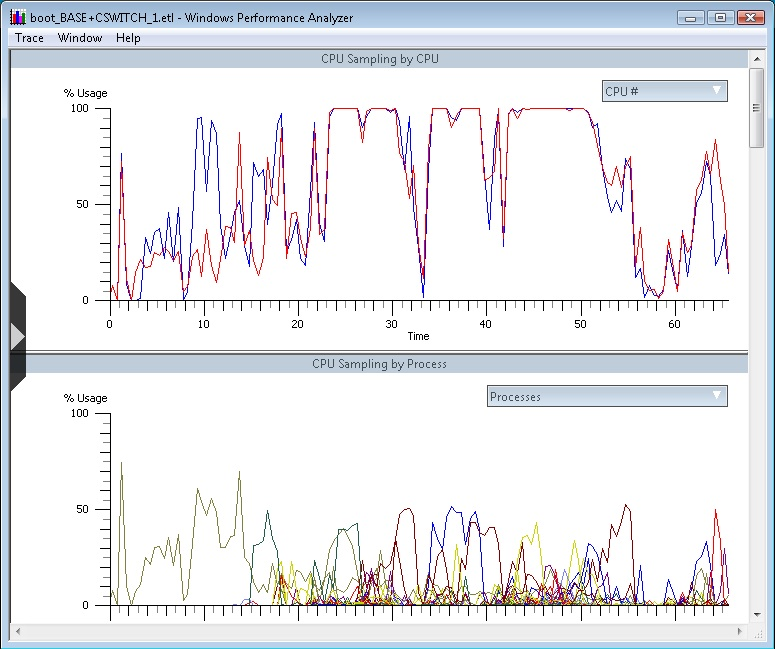 boot_BASE+CSWITCH_1.etl - Windows Performance Analyzer
Trace Window Help
CPU Sampling by CPU
% Usage
CPU #
100
50
0
0 10 20 30 40 50 60
Time
CPU Sampling by Process
% Usage
Processes
100
50
0